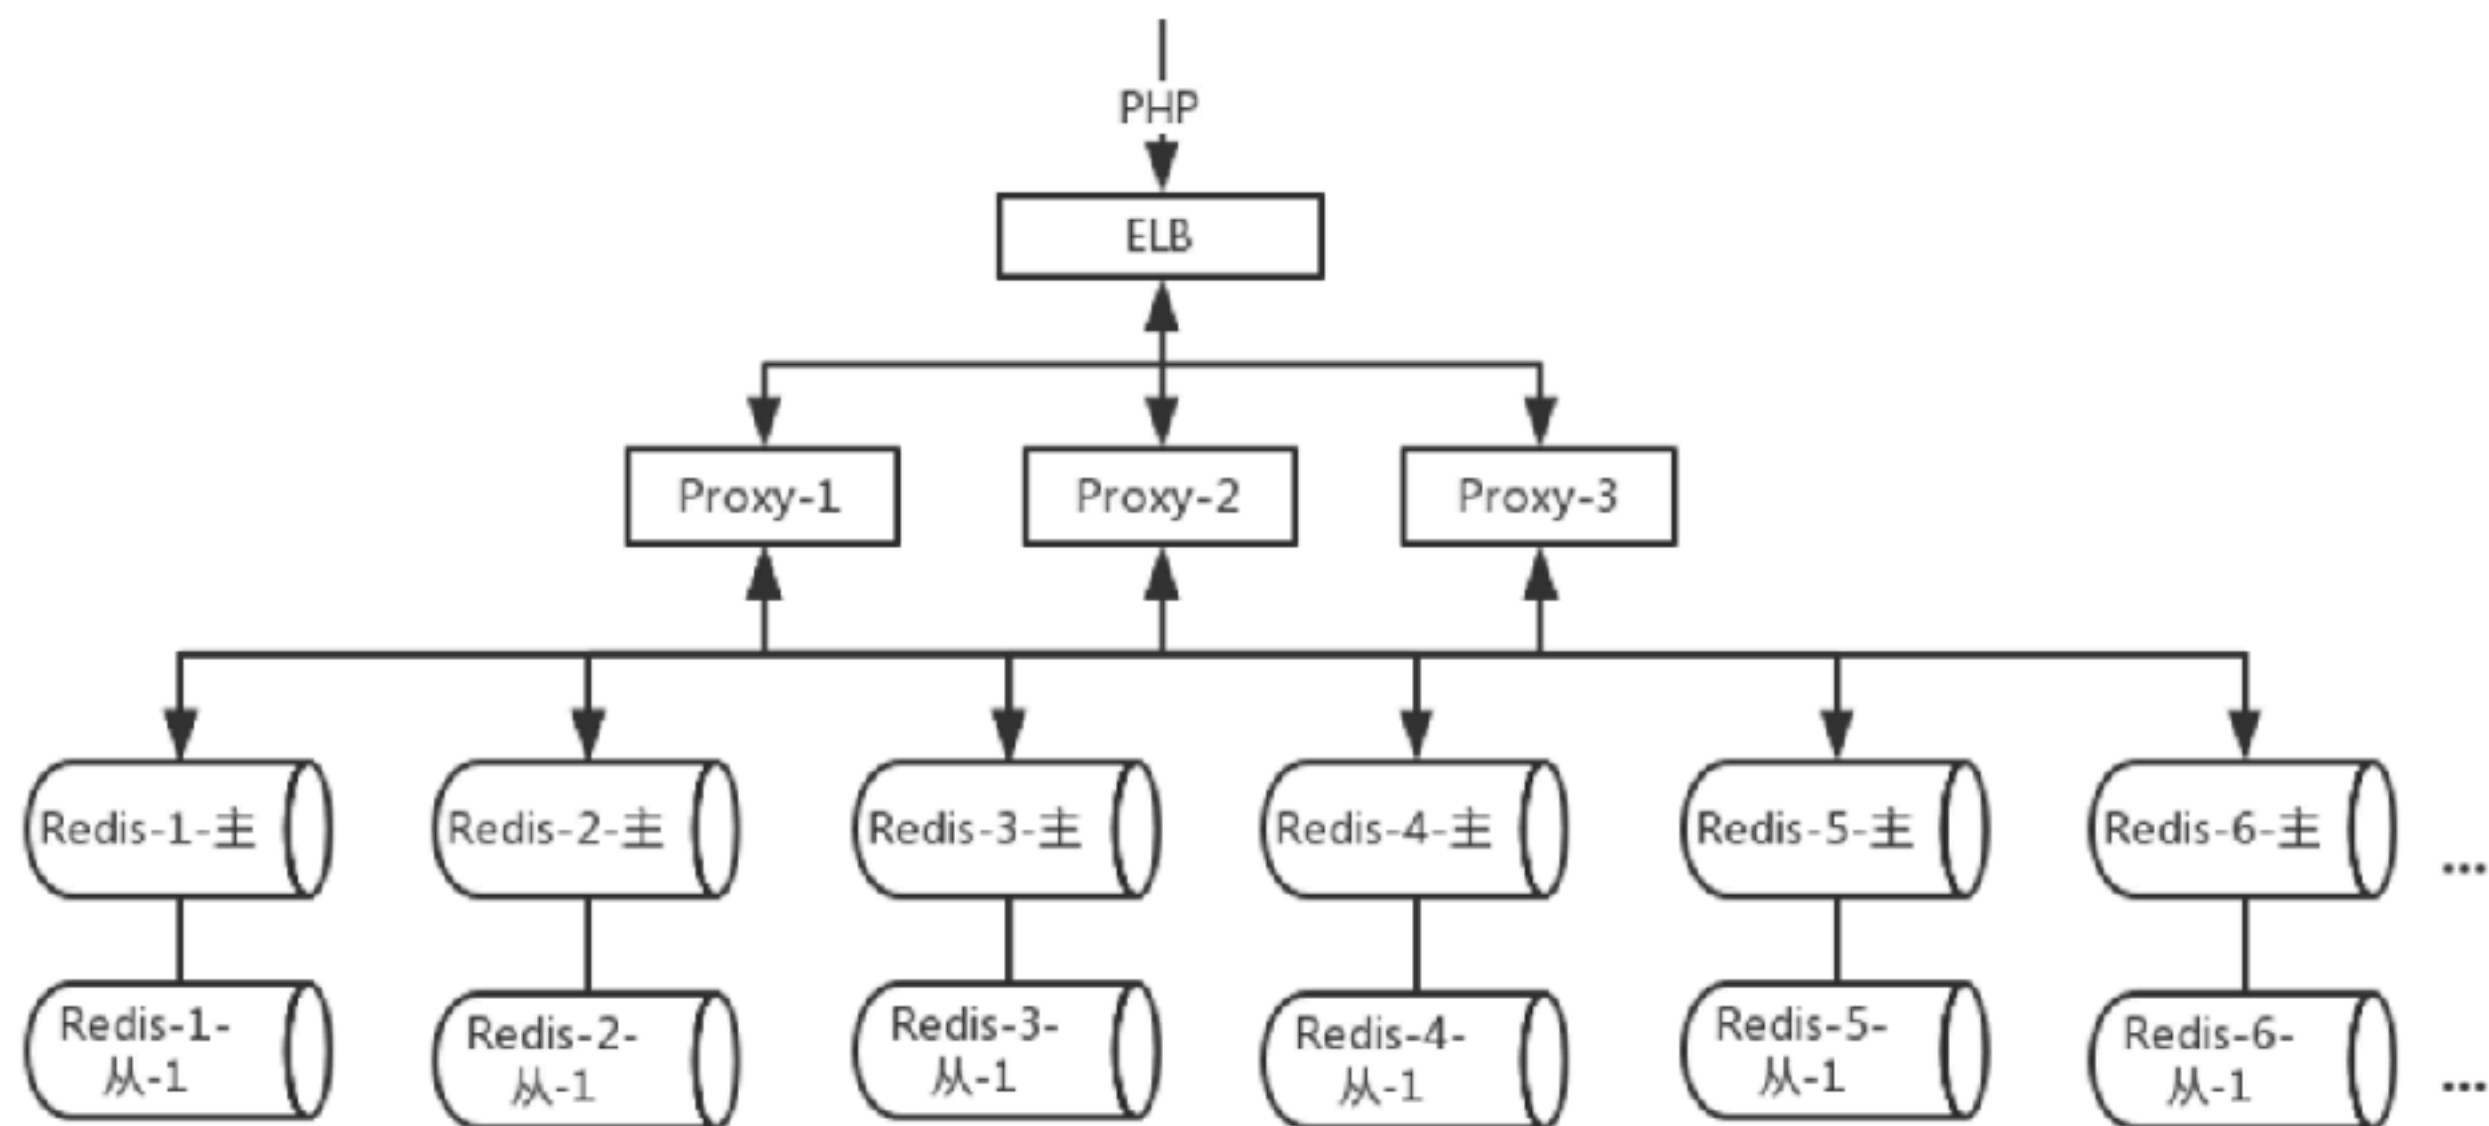 PHP
ELB
Proxy-1
Proxy-2
Proxy-3
Redis-1-主
Redis-2-主
Redis-3-主
Redis-4-主
Redis-5-主
Redis-6-主
...
Redis-1-
从-1
Redis-2-
从-1
Redis-3-
从-1
Redis-4-
从-1
Redis-5-
从-1
Redis-6-
从-1
...